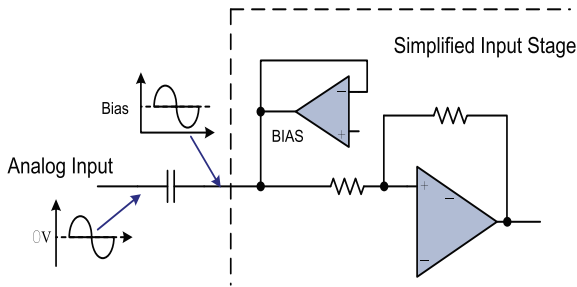 Simplified Input Stage
Bias
−
BIAS
+
Analog Input
+
−
0V
−